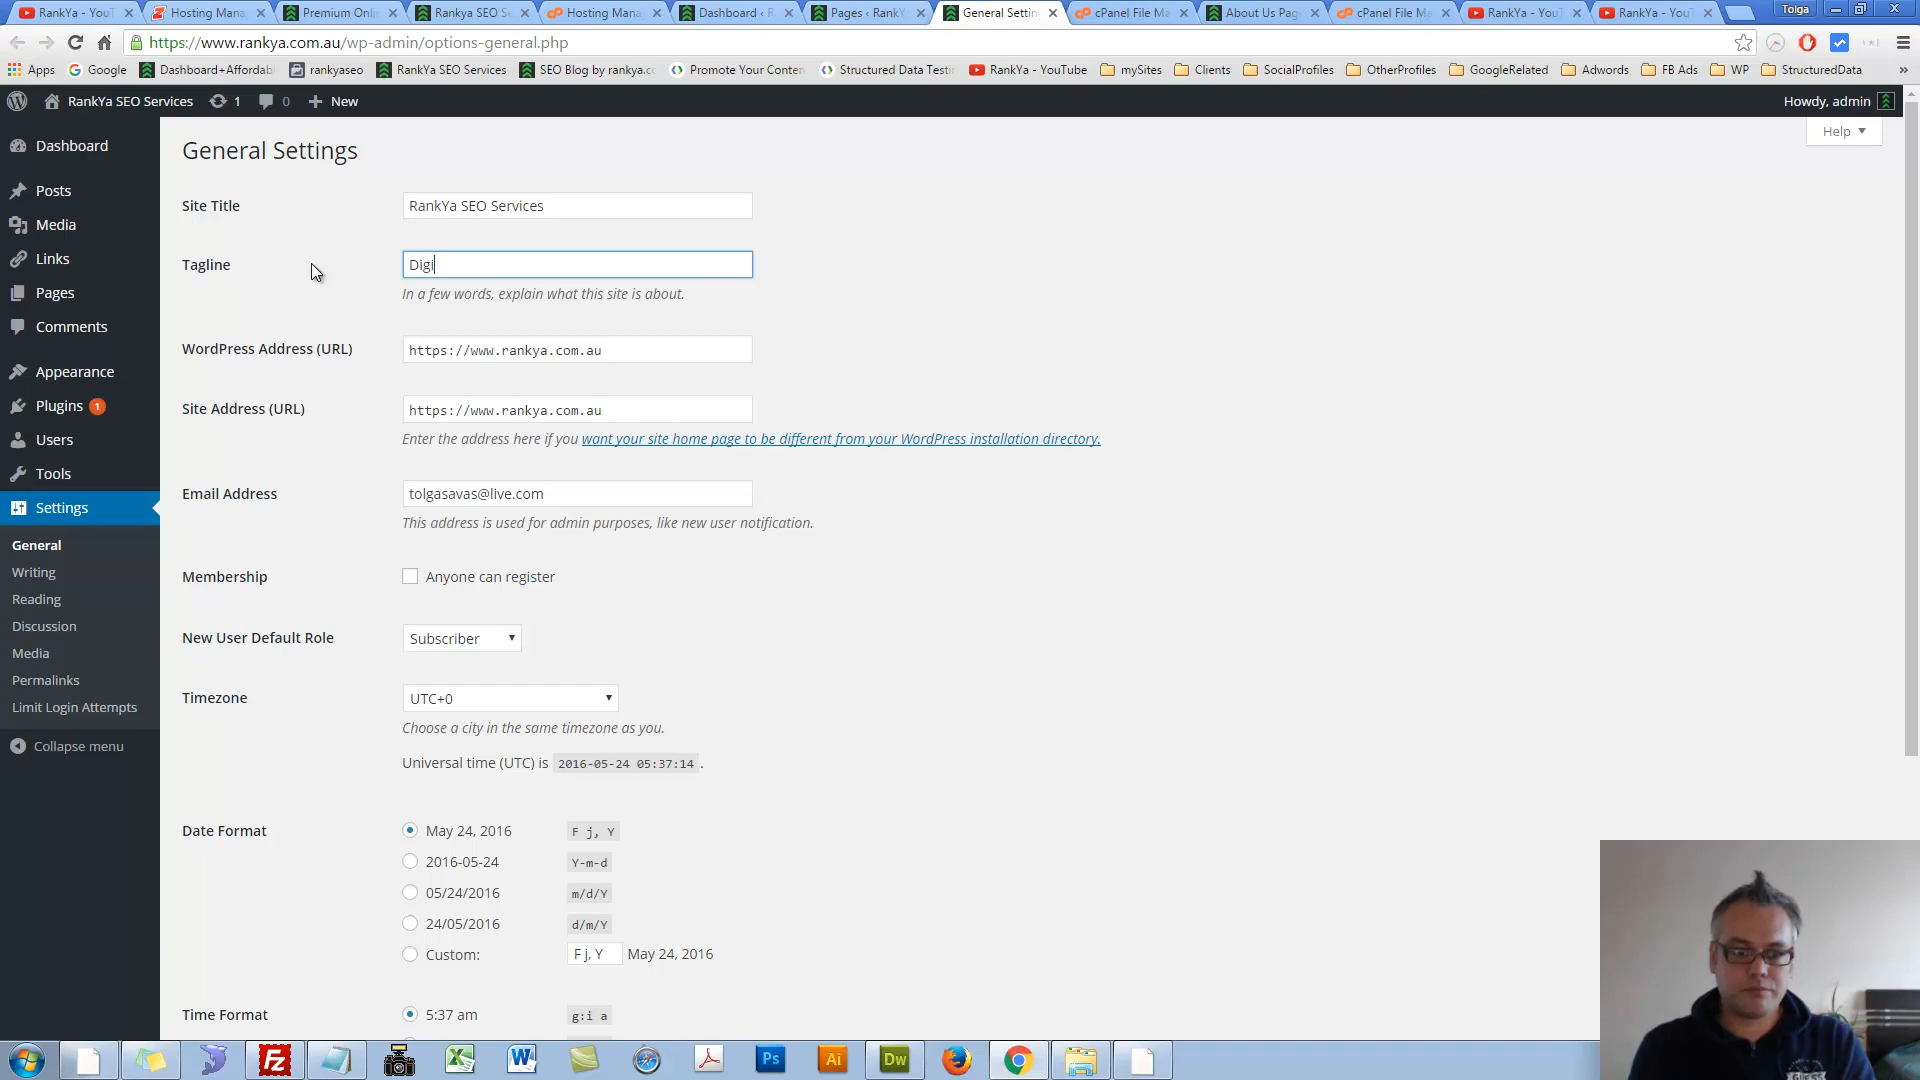 RankYa - YouT
Hosting Mana
Premium Onli
Rankya SEO Se
Hosting Mana
Dashboard ‹ R
Pages ‹ RankY
General Settin
cPanel File Ma
About Us Pag
cPanel File Ma
RankYa - You
RankYa - You
Tolga
https://www.rankya.com.au/wp-admin/options-general.php
Apps
Google
Dashboard+Affordab
rankyaseo
RankYa SEO Services
SEO Blog by rankya.co
Promote Your Conten
Structured Data Testi
RankYa - YouTube
mySites
Clients
SocialProfiles
OtherProfiles
GoogleRelated
Adwords
FB Ads
WP
StructuredData
»
RankYa SEO Services
1
0
+ New
Howdy, admin
Help ▼
Dashboard
Posts
Media
Links
Pages
Comments
Appearance
Plugins 1
Users
Tools
Settings
General
Writing
Reading
Discussion
Media
Permalinks
Limit Login Attempts
Collapse menu
General Settings
Site Title
RankYa SEO Services
Tagline
Digi
In a few words, explain what this site is about.
WordPress Address (URL)
https://www.rankya.com.au
Site Address (URL)
https://www.rankya.com.au
Enter the address here if you want your site home page to be different from your WordPress installation directory.
Email Address
tolgasavas@live.com
This address is used for admin purposes, like new user notification.
Membership
Anyone can register
New User Default Role
Subscriber
Timezone
UTC+0
Choose a city in the same timezone as you.
Universal time (UTC) is 2016-05-24 05:37:14 .
Date Format
May 24, 2016 F j, Y
2016-05-24 Y-m-d
05/24/2016 m/d/Y
24/05/2016 d/m/Y
Custom: F j, Y May 24, 2016
Time Format
5:37 am g:i a
Fz
W
Ps
Ai
Dw